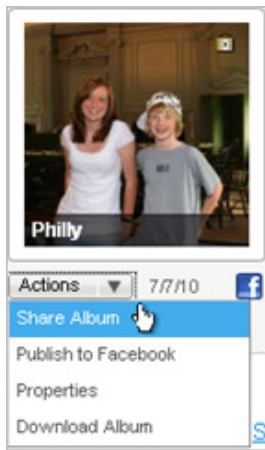 Philly
Actions 7/7/10
Share Album
Publish to Facebook
Properties
Download Album
S